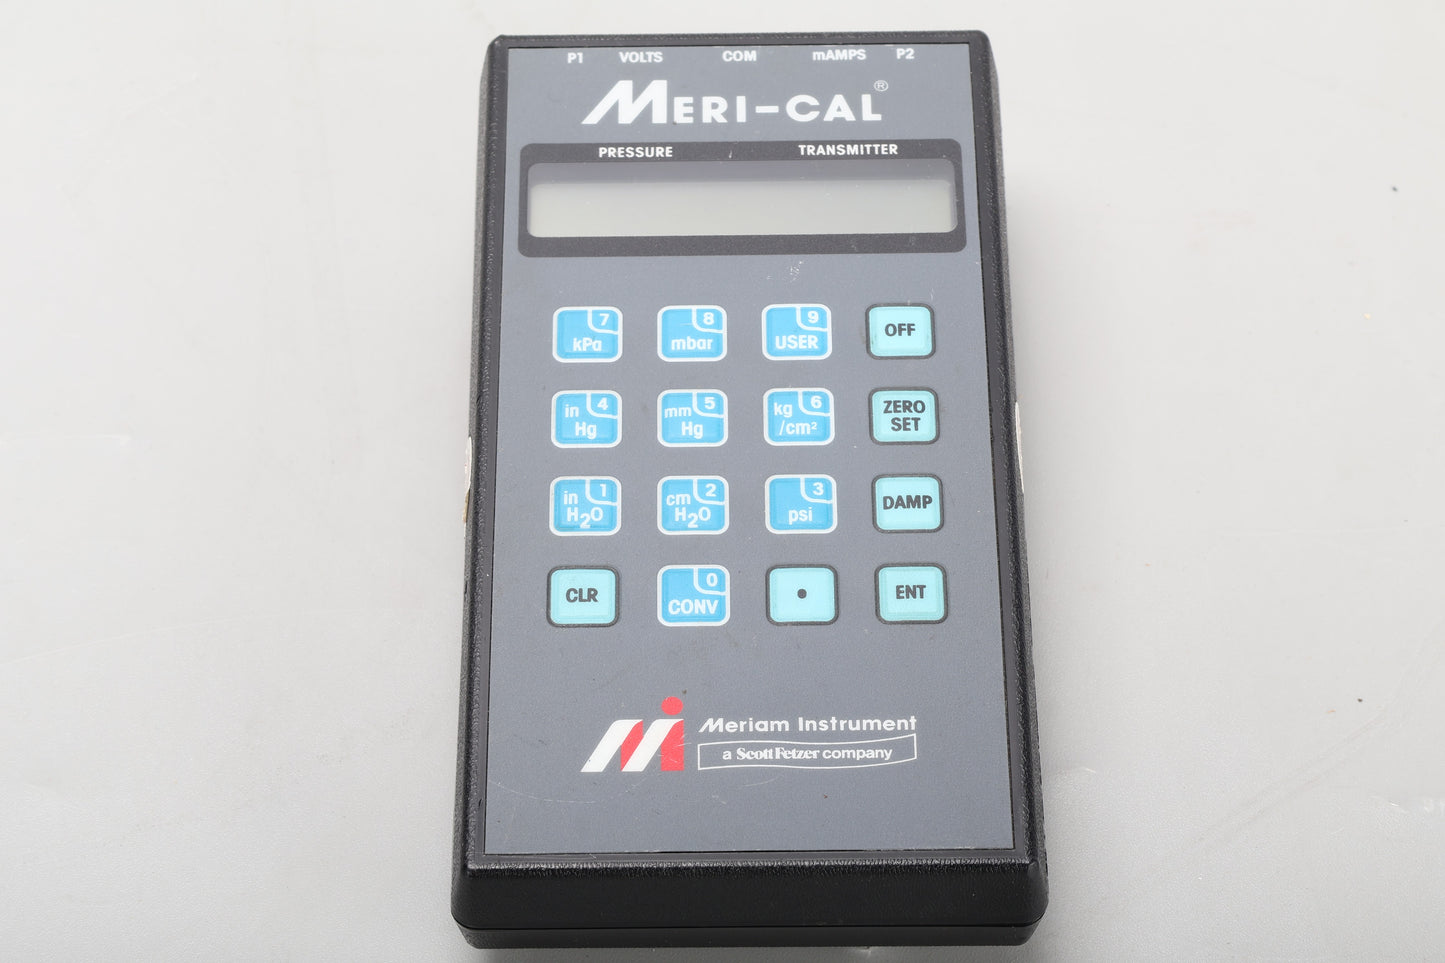 P1 VOLTS COM mAMPS P2
MERI-CAL®
PRESSURE TRANSMITTER
7 8 9
kPa mbar USER OFF
in 4 mm 5 kg 6 ZERO
Hg Hg /cm² SET
in 1 cm 2 3
H2O H2O psi DAMP
0
CLR CONV • ENT
Meriam Instrument
a Scott Fetzer company